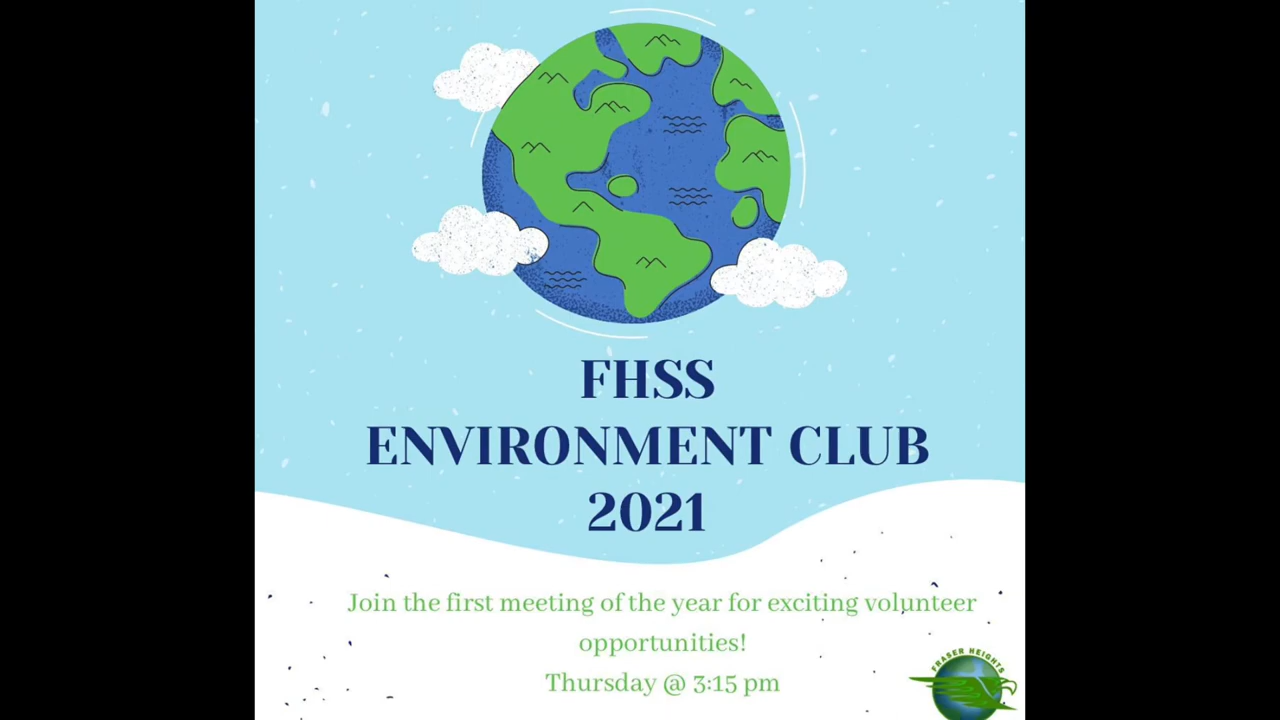 FHSS
ENVIRONMENT CLUB
2021
Join the first meeting of the year for exciting volunteer
opportunities!
Thursday @ 3:15 pm
FRASER HEIGHTS